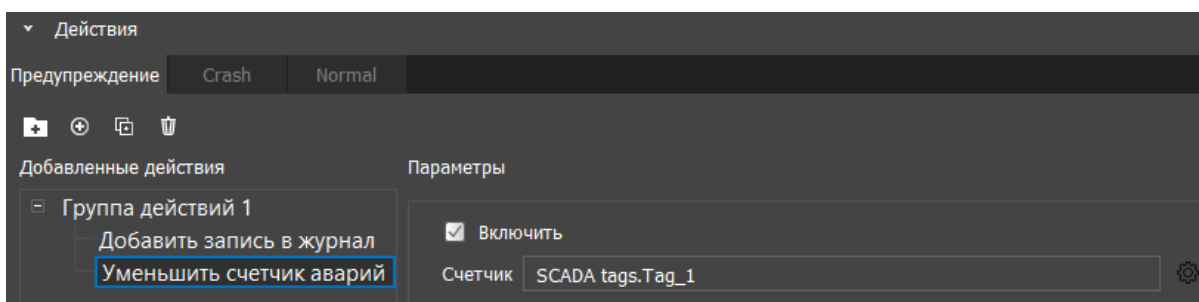 Действия
Предупреждение Crash Normal
Добавленные действия Параметры
Группа действий 1
Добавить запись в журнал
Включить
Уменьшить счетчик аварий
Счетчик SCADA tags.Tag_1